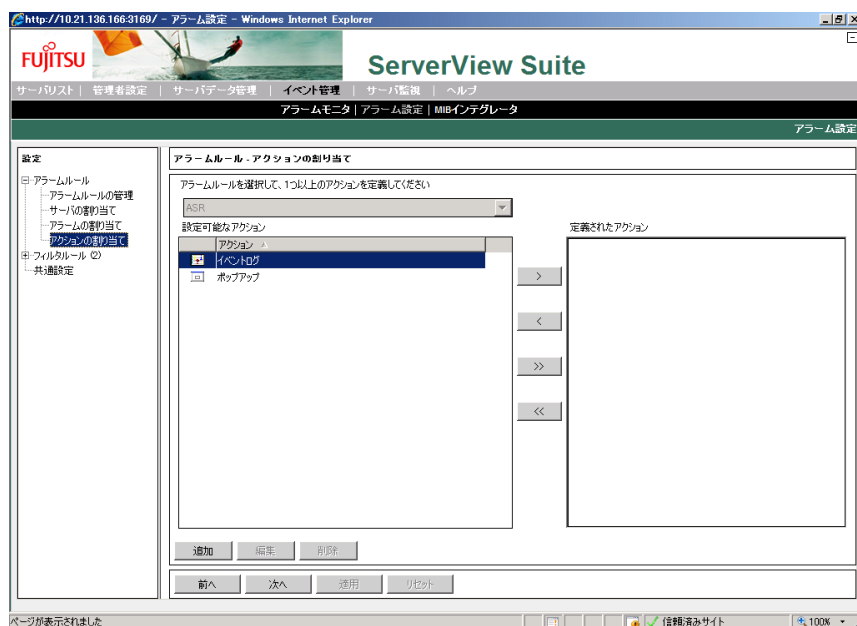 http://10.21.136.166:3169/ - アラーム設定 - Windows Internet Explorer
FUJITSU
ServerView Suite
サーバリスト | 管理者設定 | サーバデータ管理 | イベント管理 | サーバ監視 | ヘルプ
アラームモニタ | アラーム設定 | MIBインテグレータ
アラーム設定
設定
アラームルール
アラームルールの管理
サーバの割り当て
アラームの割り当て
アクションの割り当て
フィルタルール (2)
共通設定
アラームルール - アクションの割り当て
アラームルールを選択して、1つ以上のアクションを定義してください
ASR
設定可能なアクション
定義されたアクション
アクション
イベントログ
ポップアップ
>
<
>>
<<
追加 編集 削除
前へ 次へ 適用 リセット
ページが表示されました
信頼済みサイト
100%